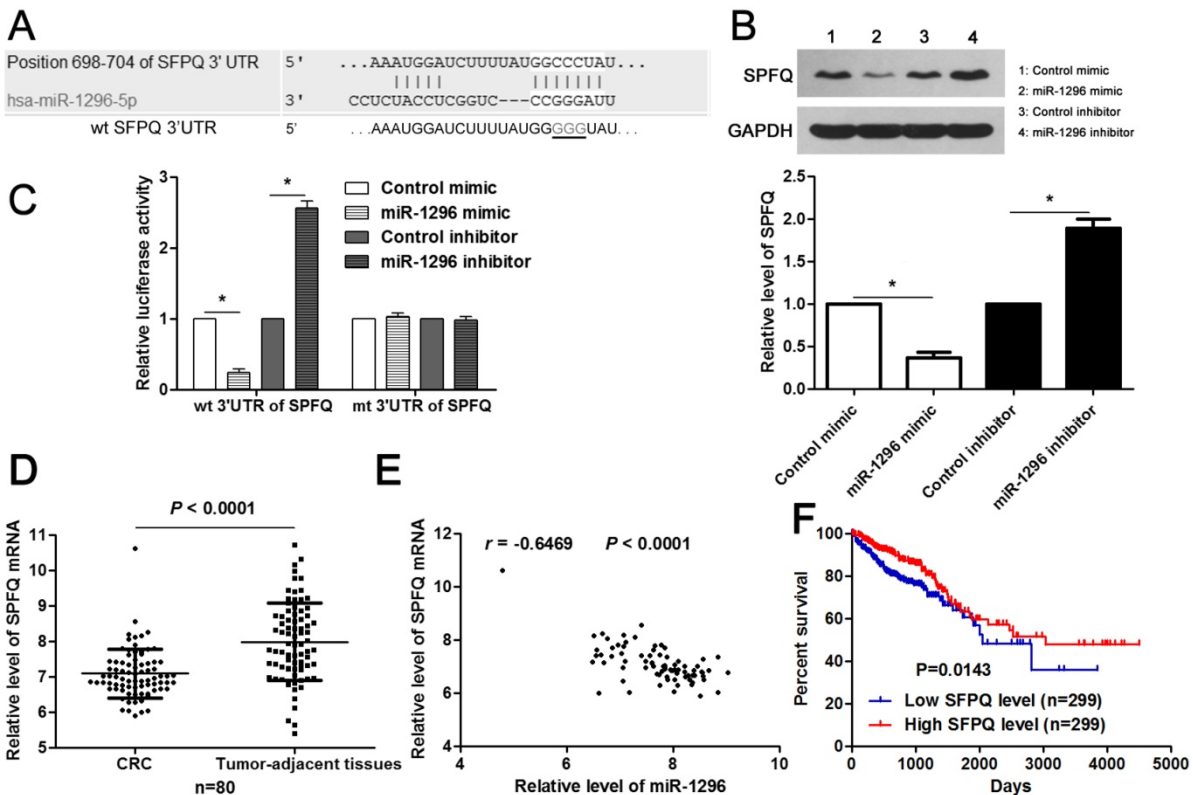 A
Position 698-704 of SFPQ 3' UTR 5' ...AAAUGGAUCUUUUAUGGCCCUAU...
hsa-miR-1296-5p 3' CCUCUACCUCGGUC---CCGGGAUU
wt SFPQ 3'UTR 5' ...AAAUGGAUCUUUUAUGGGGGUAU...
B
1 2 3 4
SPFQ
GAPDH
1: Control mimic
2: miR-1296 mimic
3: Control inhibitor
4: miR-1296 inhibitor
Relative level of SPFQ
2.5
2.0
1.5
1.0
0.5
0.0
*
*
Control mimic
miR-1296 mimic
Control inhibitor
miR-1296 inhibitor
C
Relative luciferase activity
3
2
1
0
*
*
Control mimic
miR-1296 mimic
Control inhibitor
miR-1296 inhibitor
wt 3'UTR of SPFQ
mt 3'UTR of SPFQ
D
P < 0.0001
Relative level of SPFQ mRNA
11
10
9
8
7
6
5
CRC
Tumor-adjacent tissues
n=80
E
r = -0.6469 P < 0.0001
Relative level of SPFQ mRNA
12
10
8
6
4
4 6 8 10
Relative level of miR-1296
F
Percent survival
100
80
60
40
20
0
P=0.0143
Low SFPQ level (n=299)
High SFPQ level (n=299)
0 1000 2000 3000 4000 5000
Days